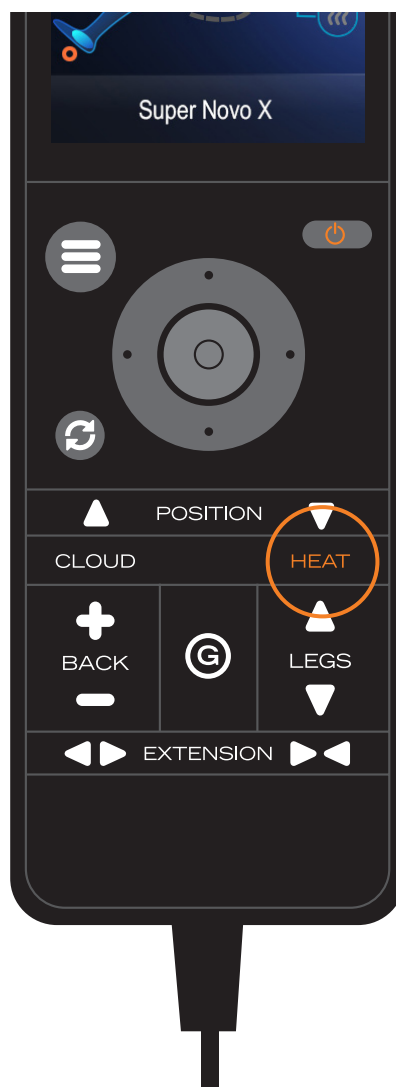 Super Novo X
POSITION
CLOUD HEAT
BACK G LEGS
EXTENSION